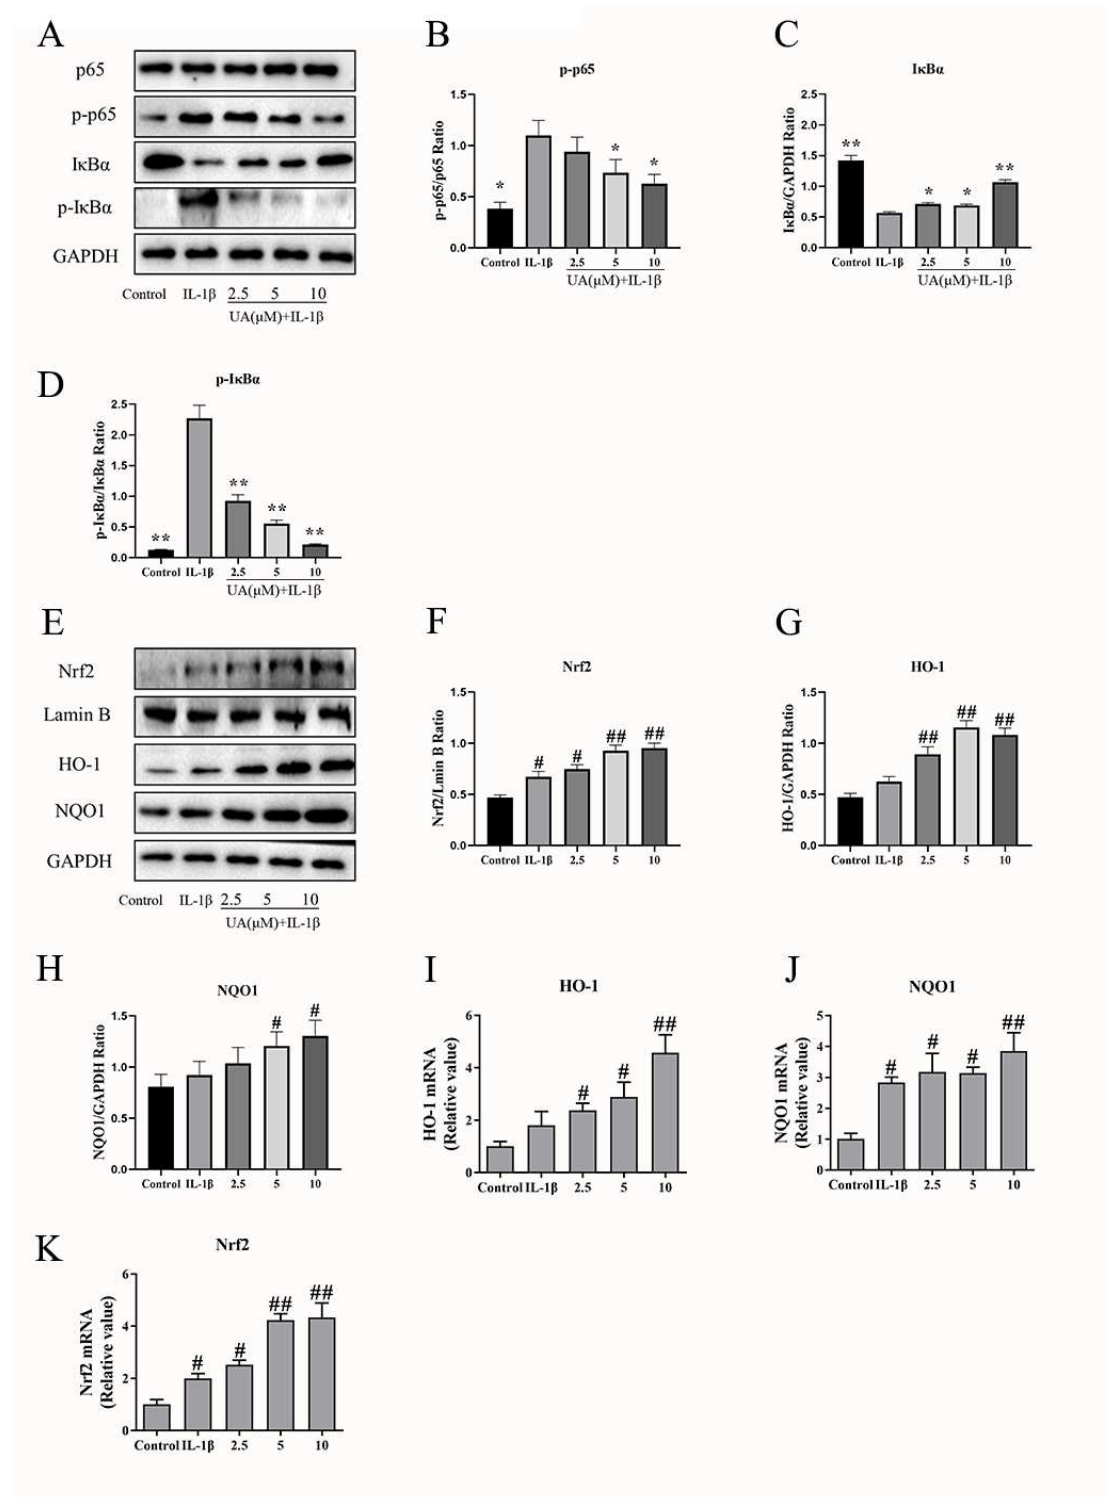 A
p65
p-p65
IκBα
p-IκBα
GAPDH
Control IL-1β 2.5 5 10
UA(μM)+IL-1β
B
p-p65
p-p65/p65 Ratio
1.5
1.0
0.5
0.0
* * *
Control IL-1β 2.5 5 10
UA(μM)+IL-1β
C
IκBα
IκBα/GAPDH Ratio
2.5
2.0
1.5
1.0
0.5
0.0
** * * **
Control IL-1β 2.5 5 10
UA(μM)+IL-1β
D
p-IκBα
p-IκBα/IκBα Ratio
2.5
2.0
1.5
1.0
0.5
0.0
** ** ** **
Control IL-1β 2.5 5 10
UA(μM)+IL-1β
E
Nrf2
Lamin B
HO-1
NQO1
GAPDH
Control IL-1β 2.5 5 10
UA(μM)+IL-1β
F
Nrf2
Nrf2/Lmin B Ratio
1.5
1.0
0.5
0.0
# # ## ##
Control IL-1β 2.5 5 10
G
HO-1
HO-1/GAPDH Ratio
1.5
1.0
0.5
0.0
## ## ##
Control IL-1β 2.5 5 10
H
NQO1
NQO1/GAPDH Ratio
1.5
1.0
0.5
0.0
# #
Control IL-1β 2.5 5 10
I
HO-1
HO-1 mRNA
(Relative value)
6
4
2
0
# # ##
Control IL-1β 2.5 5 10
J
NQO1
NQO1 mRNA
(Relative value)
5
4
3
2
1
0
# # # ##
Control IL-1β 2.5 5 10
K
Nrf2
Nrf2 mRNA
(Relative value)
6
4
2
0
# # ## ##
Control IL-1β 2.5 5 10